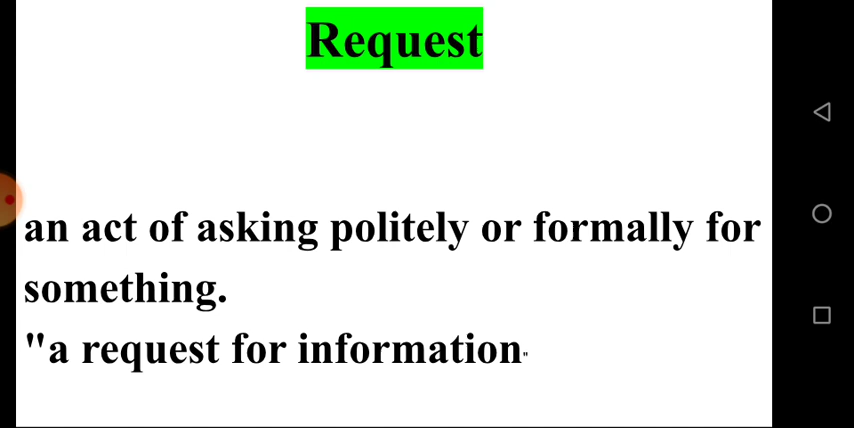 Request
an act of asking politely or formally for
something.
"a request for information"